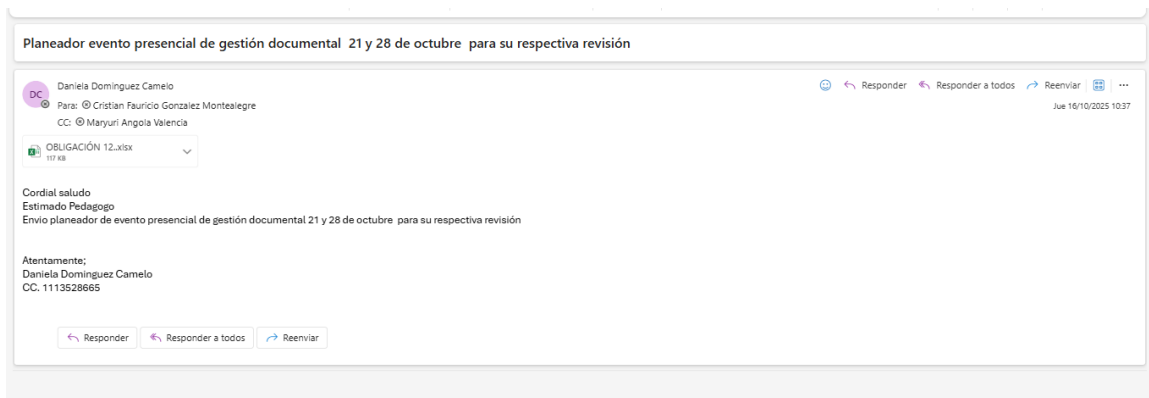 Planeador evento presencial de gestión documental 21 y 28 de octubre para su respectiva revisión
DC
Daniela Dominguez Camelo
Para: Cristian Fauricio Gonzalez Montealegre
CC: Maryuri Angola Valencia
Responder
Responder a todos
Reenviar
Jue 16/10/2025 10:37
OBLIGACIÓN 12..xlsx
117 KB
Cordial saludo
Estimado Pedagogo
Envio planeador de evento presencial de gestión documental 21 y 28 de octubre para su respectiva revisión
Atentamente;
Daniela Dominguez Camelo
CC. 1113528665
Responder
Responder a todos
Reenviar